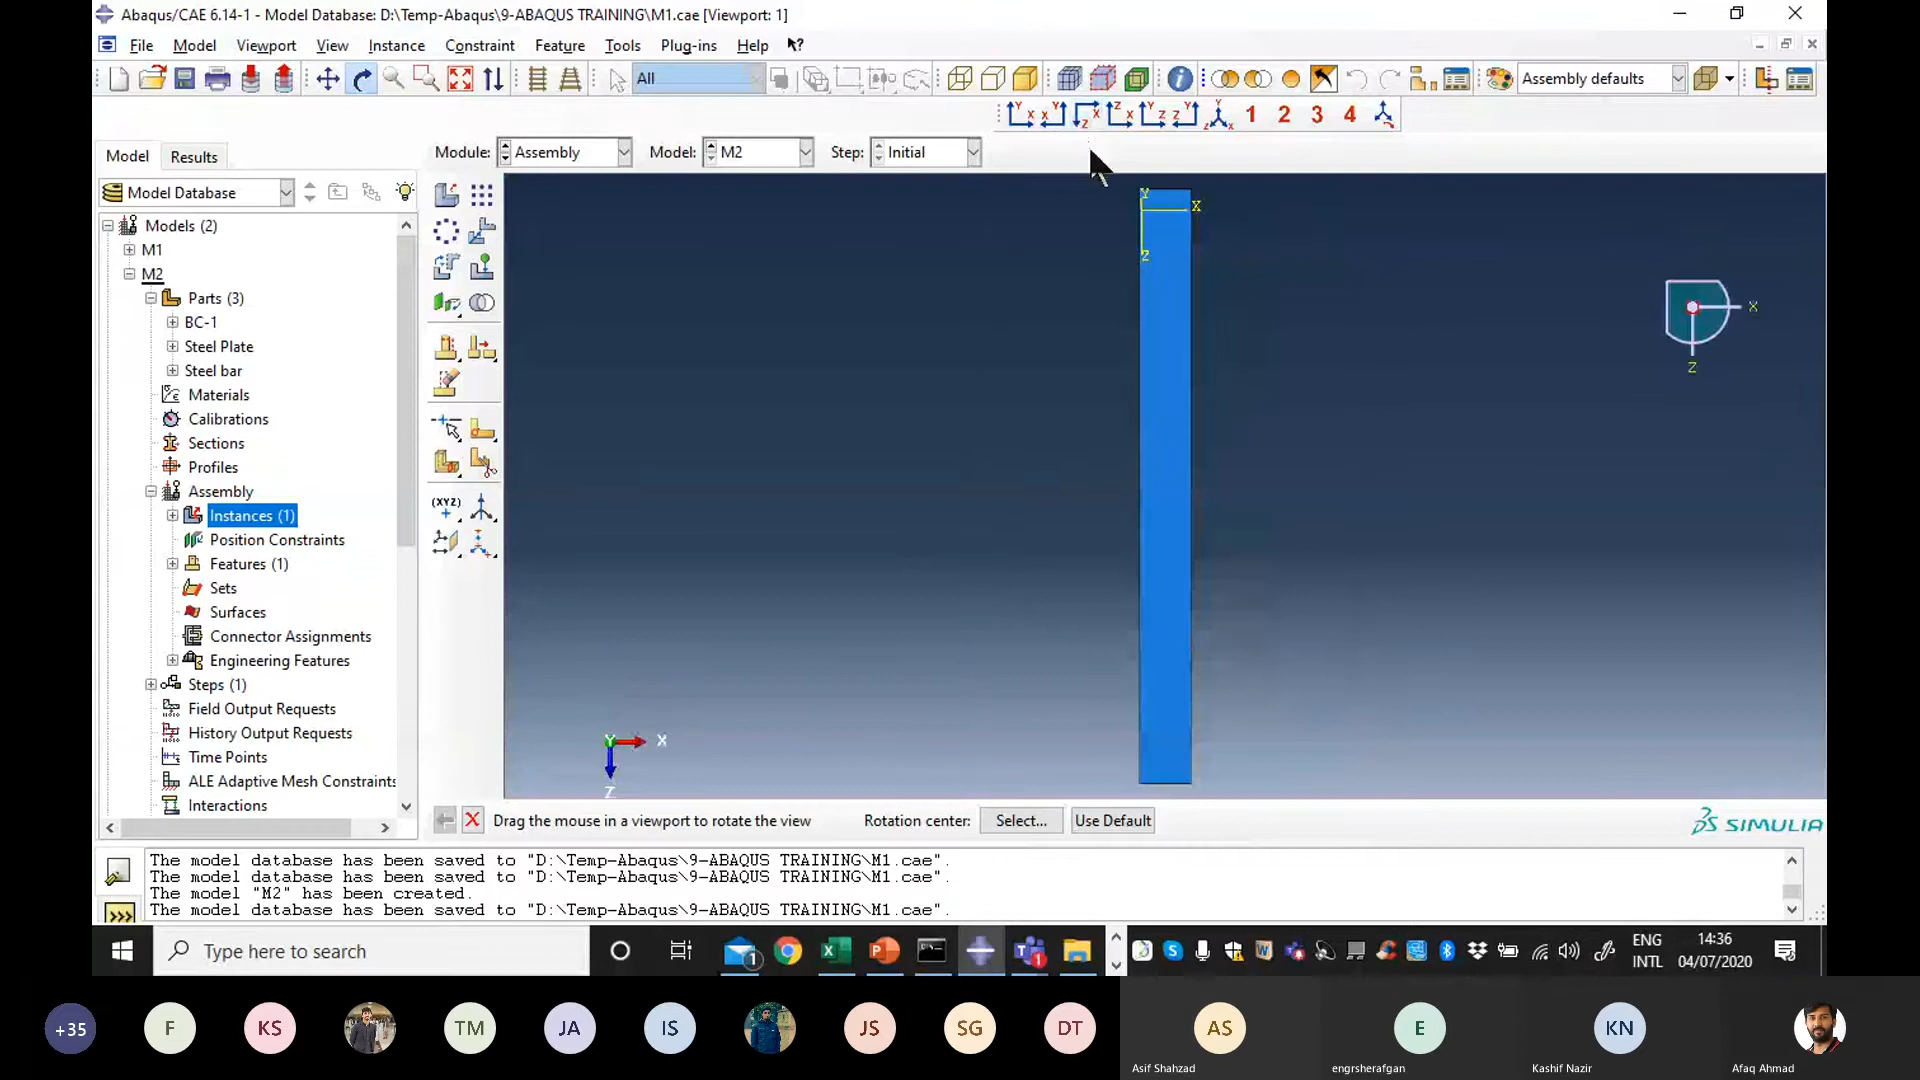 Abaqus/CAE 6.14-1 - Model Database: D:\Temp-Abaqus\9-ABAQUS TRAINING\M1.cae [Viewport: 1]
File Model Viewport View Instance Constraint Feature Tools Plug-ins Help ?
All
Assembly defaults
1 2 3 4
Model Results
Module: Assembly Model: M2 Step: Initial
Model Database
Models (2)
M1
M2
Parts (3)
BC-1
Steel Plate
Steel bar
Materials
Calibrations
Sections
Profiles
Assembly
Instances (1)
Position Constraints
Features (1)
Sets
Surfaces
Connector Assignments
Engineering Features
Steps (1)
Field Output Requests
History Output Requests
Time Points
ALE Adaptive Mesh Constraints
Interactions
(XYZ)
Y
X
Z
X
Z
Y
X
Z
Drag the mouse in a viewport to rotate the view Rotation center: Select... Use Default
SIMULIA
The model database has been saved to "D:\Temp-Abaqus\9-ABAQUS TRAINING\M1.cae".
The model database has been saved to "D:\Temp-Abaqus\9-ABAQUS TRAINING\M1.cae".
The model "M2" has been created.
The model database has been saved to "D:\Temp-Abaqus\9-ABAQUS TRAINING\M1.cae".
>>>
Type here to search
1
1
ENG
INTL
14:36
04/07/2020
+35 F KS TM JA IS JS SG DT AS E KN
Asif Shahzad engrsherafgan Kashif Nazir Afaq Ahmad